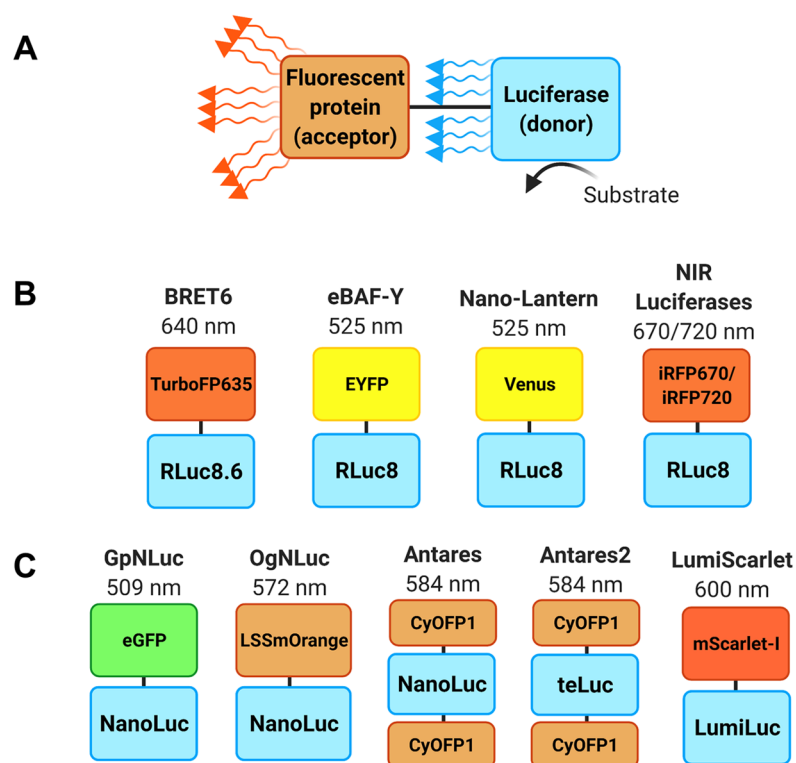 A
Fluorescent
protein
(acceptor)
Luciferase
(donor)
Substrate
B
BRET6
640 nm
TurboFP635
RLuc8.6
eBAF-Y
525 nm
EYFP
RLuc8
Nano-Lantern
525 nm
Venus
RLuc8
NIR
Luciferases
670/720 nm
iRFP670/
iRFP720
RLuc8
C
GpNLuc
509 nm
eGFP
NanoLuc
OgNLuc
572 nm
LSSmOrange
NanoLuc
Antares
584 nm
CyOFP1
NanoLuc
CyOFP1
Antares2
584 nm
CyOFP1
teLuc
CyOFP1
LumiScarlet
600 nm
mScarlet-I
LumiLuc